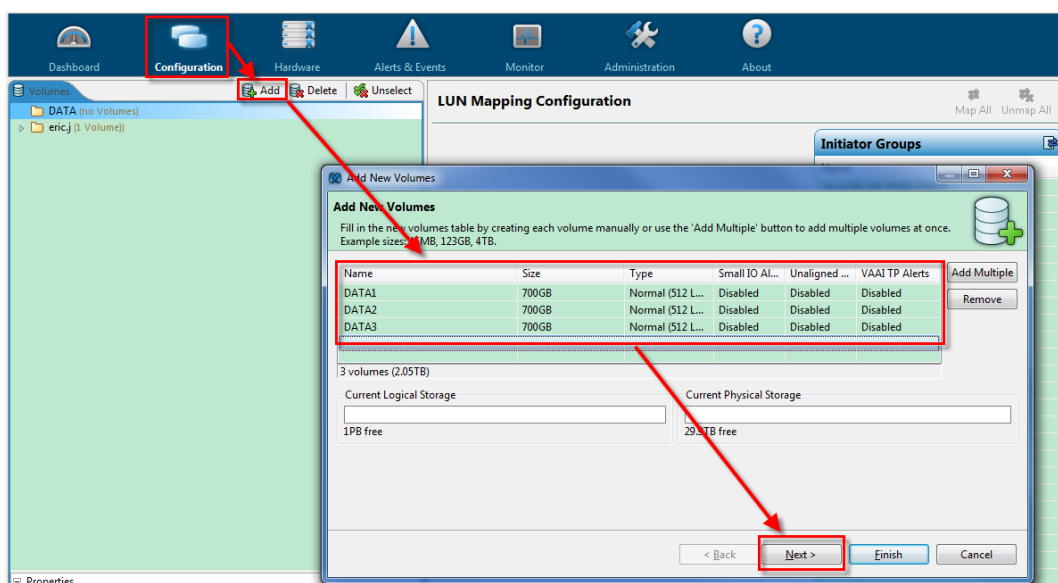 Dashboard Configuration Hardware Alerts & Events Monitor Administration About
Volumes Add Delete Unselect
DATA (no Volumes)
eric.j (1 Volume))
LUN Mapping Configuration
Map All Unmap All
Initiator Groups
Add New Volumes
Add New Volumes
Fill in the new volumes table by creating each volume manually or use the 'Add Multiple' button to add multiple volumes at once.
Example sizes: MB, 123GB, 4TB.
Name Size Type Small IO Al... Unaligned ... VAAI TP Alerts
DATA1 700GB Normal (512 L... Disabled Disabled Disabled
DATA2 700GB Normal (512 L... Disabled Disabled Disabled
DATA3 700GB Normal (512 L... Disabled Disabled Disabled
Add Multiple
Remove
3 volumes (2.05TB)
Current Logical Storage
1PB free
Current Physical Storage
TB free
< Back Next > Finish Cancel
Properties